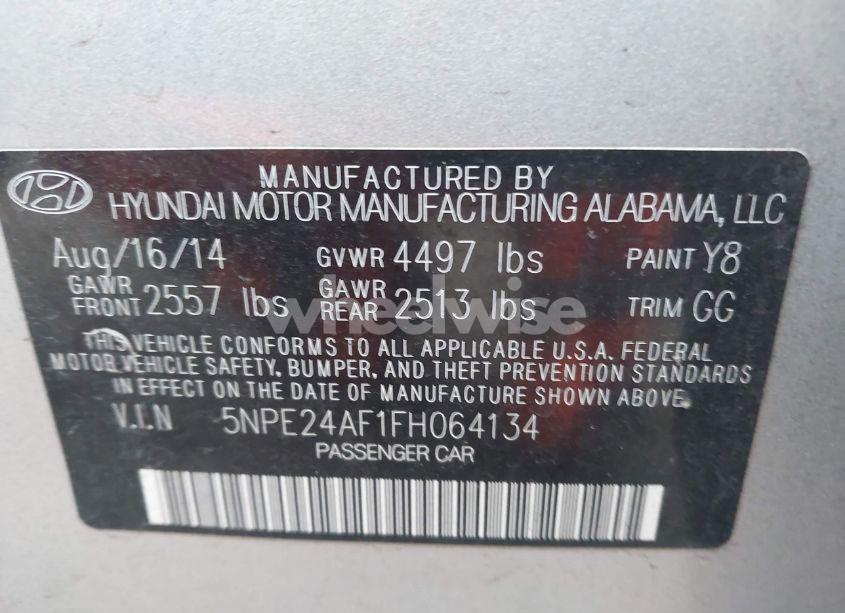 MANUFACTURED BY
HYUNDAI MOTOR MANUFACTURING ALABAMA, LLC
Aug/16/14 GVWR 4497 lbs PAINT Y8
GAWR FRONT 2557 lbs GAWR REAR 2513 lbs TRIM GG
wheelwise
THIS VEHICLE CONFORMS TO ALL APPLICABLE U.S.A. FEDERAL
MOTOR VEHICLE SAFETY, BUMPER, AND THEFT PREVENTION STANDARDS
IN EFFECT ON THE DATE OF MANUFACTURE SHOWN ABOVE.
V.I.N 5NPE24AF1FH064134
PASSENGER CAR